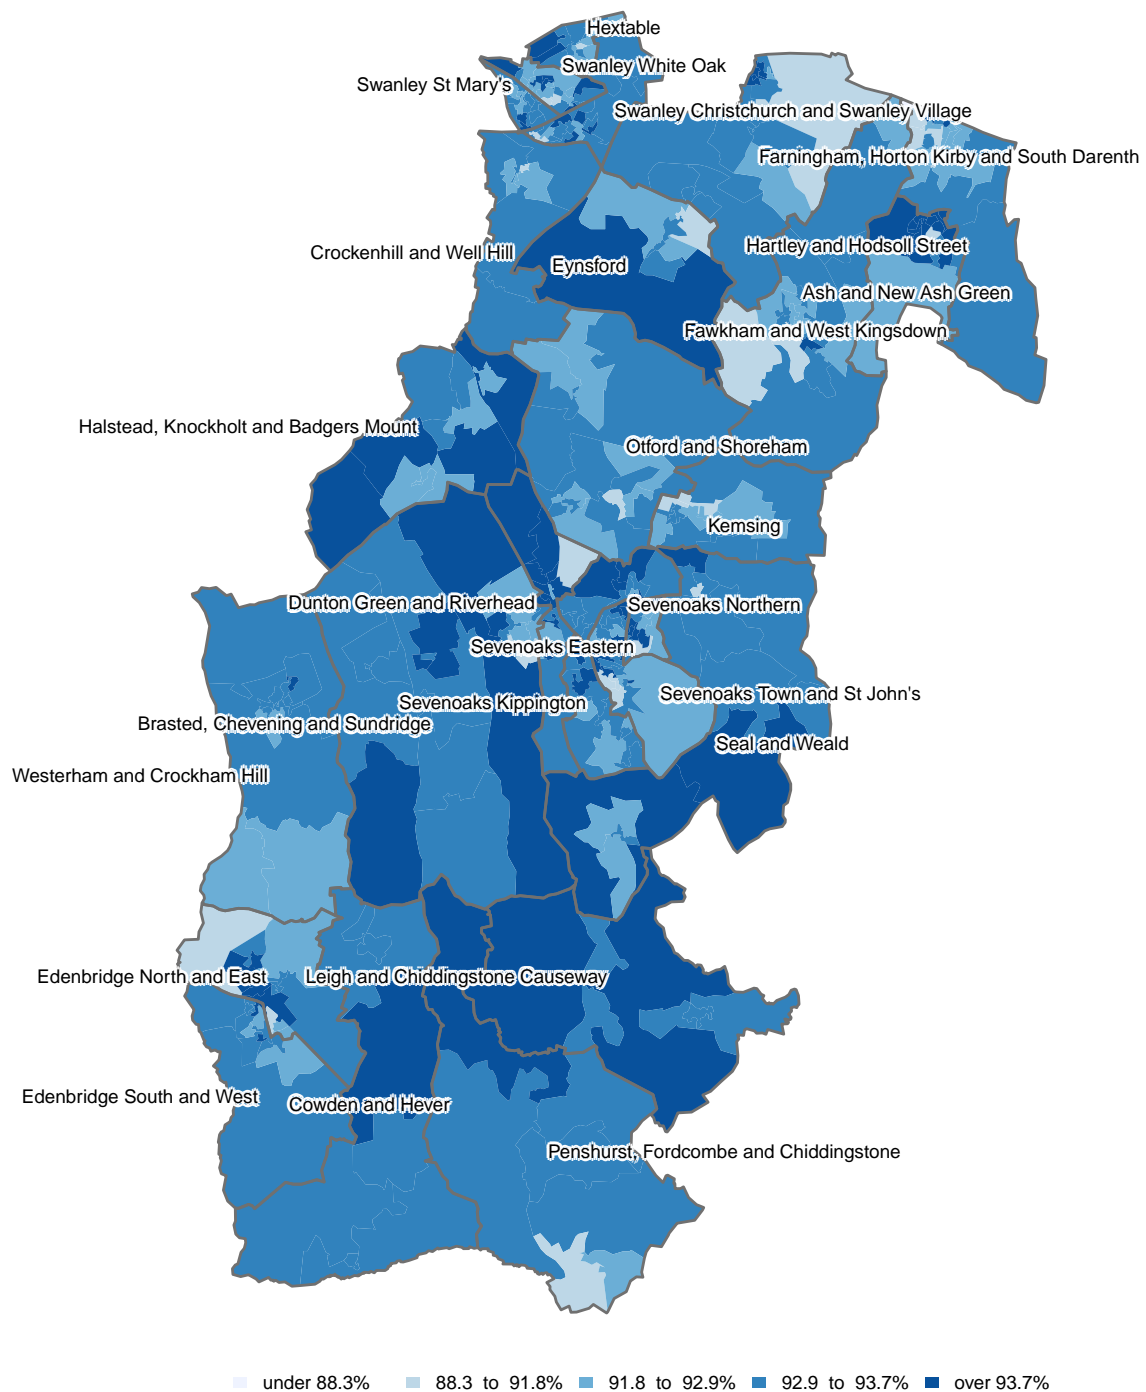 Hextable
Swanley White Oak
Swanley St Mary's
Swanley Christchurch and Swanley Village
Farningham, Horton Kirby and South Darenth
Hartley and Hodsoll Street
Crockenhill and Well Hill
Eynsford
Ash and New Ash Green
Fawkham and West Kingsdown
Halstead, Knockholt and Badgers Mount
Otford and Shoreham
Kemsing
Dunton Green and Riverhead
Sevenoaks Northern
Sevenoaks Eastern
Sevenoaks Town and St John's
Sevenoaks Kippington
Brasted, Chevening and Sundridge
Seal and Weald
Westerham and Crockham Hill
Edenbridge North and East
Leigh and Chiddingstone Causeway
Edenbridge South and West
Cowden and Hever
Penshurst, Fordcombe and Chiddingstone
under 88.3% 88.3 to 91.8% 91.8 to 92.9% 92.9 to 93.7% over 93.7%